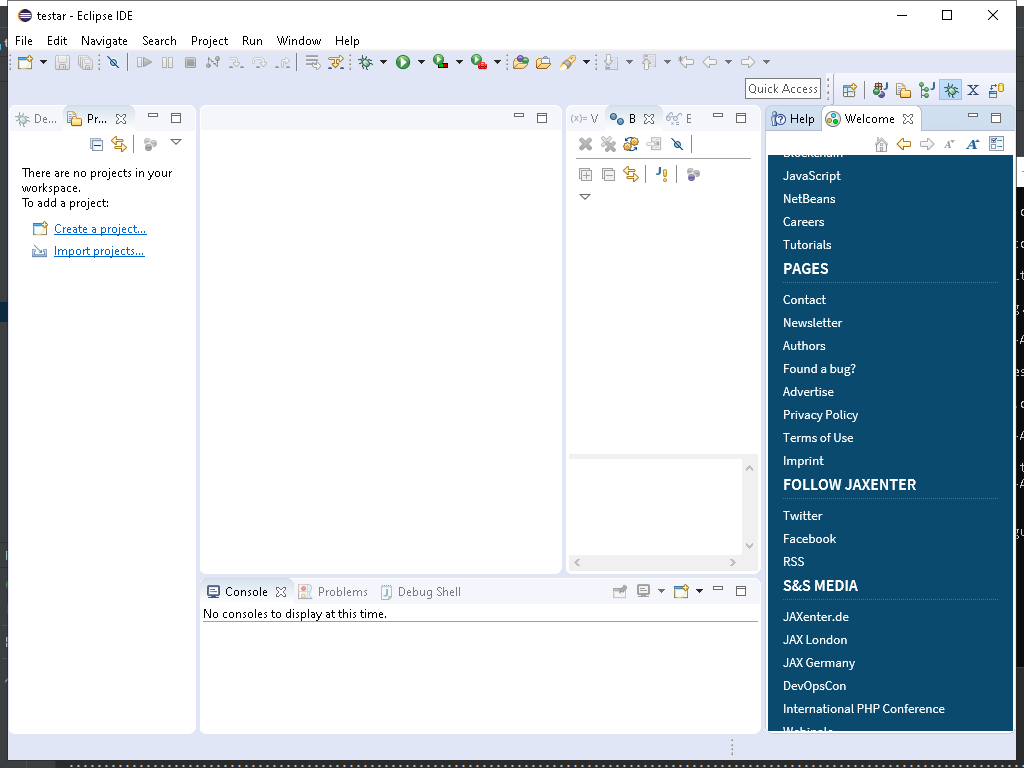 testar - Eclipse IDE
File Edit Navigate Search Project Run Window Help
Quick Access
De... Pr...
(x)= V B E
Help Welcome
There are no projects in your
workspace.
To add a project:
Create a project...
Import projects...
Blockchain
JavaScript
NetBeans
Careers
Tutorials
PAGES
Contact
Newsletter
Authors
Found a bug?
Advertise
Privacy Policy
Terms of Use
Imprint
FOLLOW JAXENTER
Twitter
Facebook
RSS
S&S MEDIA
JAXenter.de
JAX London
JAX Germany
DevOpsCon
International PHP Conference
Console Problems Debug Shell
No consoles to display at this time.